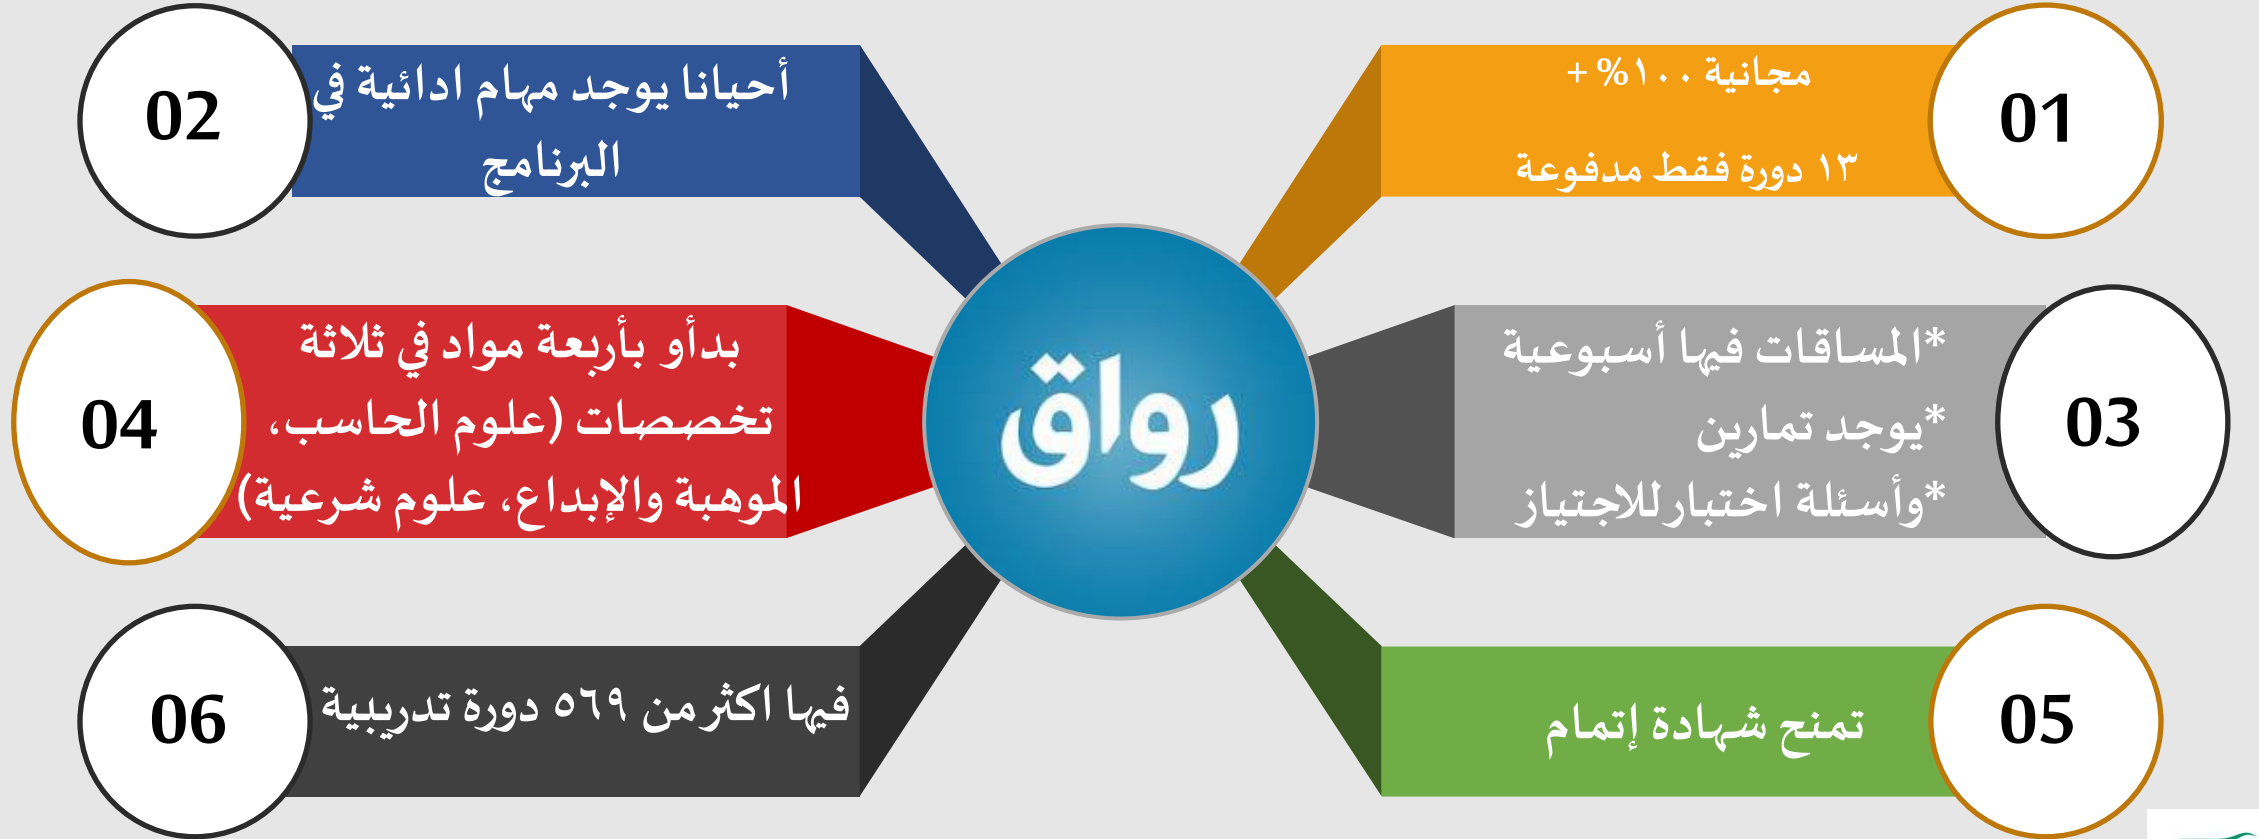 01
مجانية ١٠٠% +
١٣ دورة فقط مدفوعة
02
أحيانا يوجد مهام ادائية في
البرنامج
رواق
03
*المساقات فيها أسبوعية
*يوجد تمارين
*وأسئلة اختبار للاجتياز
04
بدأو بأربعة مواد في ثلاثة
تخصصات (علوم الحاسب،
الموهبة والإبداع، علوم شرعية)
05
تمنح شهادة إتمام
06
فيها اكثر من ٥٦٩ دورة تدريبية